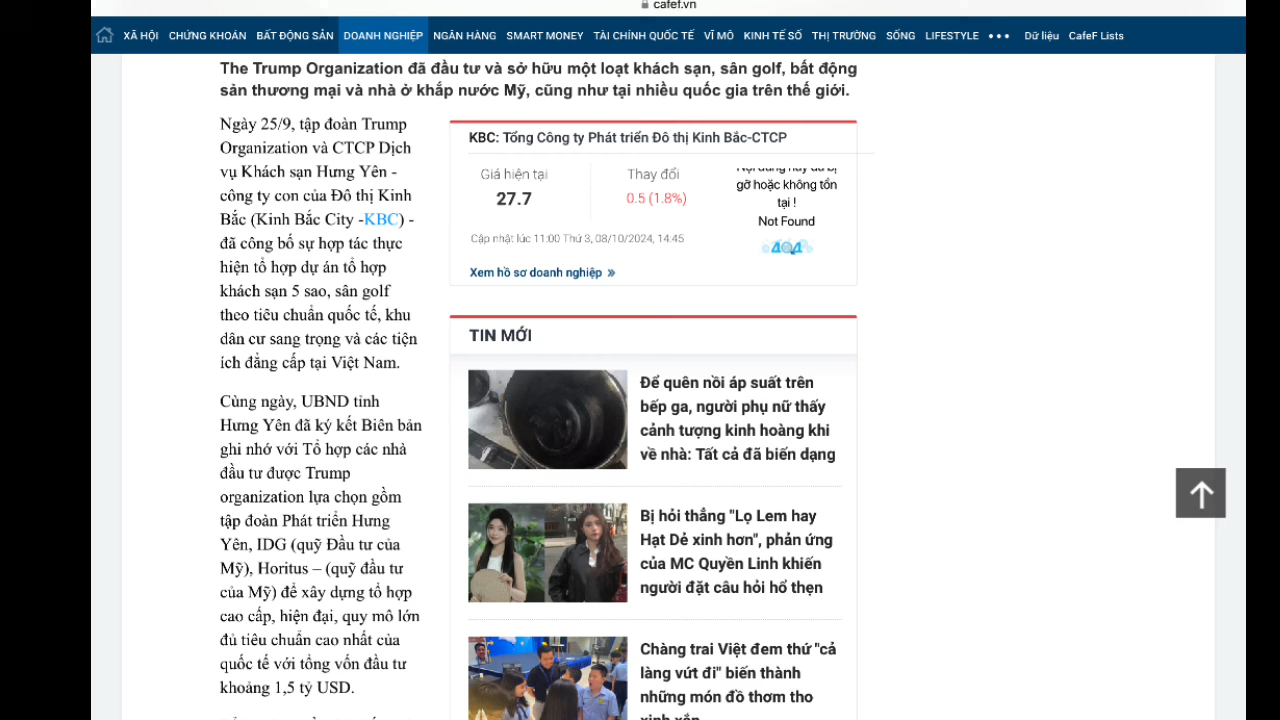 cafef.vn
XÃ HỘI CHỨNG KHOÁN BẤT ĐỘNG SẢN DOANH NGHIỆP NGÂN HÀNG SMART MONEY TÀI CHÍNH QUỐC TẾ VĨ MÔ KINH TẾ SỐ THỊ TRƯỜNG SỐNG LIFESTYLE ••• Dữ liệu CafeF Lists
The Trump Organization đã đầu tư và sở hữu một loạt khách sạn, sân golf, bất động
sản thương mại và nhà ở khắp nước Mỹ, cũng như tại nhiều quốc gia trên thế giới.
Ngày 25/9, tập đoàn Trump
Organization và CTCP Dịch
vụ Khách sạn Hưng Yên -
công ty con của Đô thị Kinh
Bắc (Kinh Bắc City -KBC) -
đã công bố sự hợp tác thực
hiện tổ hợp dự án tổ hợp
khách sạn 5 sao, sân golf
theo tiêu chuẩn quốc tế, khu
dân cư sang trọng và các tiện
ích đẳng cấp tại Việt Nam.
Cùng ngày, UBND tỉnh
Hưng Yên đã ký kết Biên bản
ghi nhớ với Tổ hợp các nhà
đầu tư được Trump
organization lựa chọn gồm
tập đoàn Phát triển Hưng
Yên, IDG (quỹ Đầu tư của
Mỹ), Horitus – (quỹ đầu tư
của Mỹ) để xây dựng tổ hợp
cao cấp, hiện đại, quy mô lớn
đủ tiêu chuẩn cao nhất của
quốc tế với tổng vốn đầu tư
khoảng 1,5 tỷ USD.
KBC: Tổng Công ty Phát triển Đô thị Kinh Bắc-CTCP
Giá hiện tại
27.7
Thay đổi
0.5 (1.8%)
Nội dung này đã bị
gỡ hoặc không tồn
tại !
Not Found
404
Cập nhật lúc 11:00 Thứ 3, 08/10/2024, 14:45
Xem hồ sơ doanh nghiệp »
TIN MỚI
Để quên nồi áp suất trên
bếp ga, người phụ nữ thấy
cảnh tượng kinh hoàng khi
về nhà: Tất cả đã biến dạng
Bị hỏi thẳng "Lọ Lem hay
Hạt Dẻ xinh hơn", phản ứng
của MC Quyền Linh khiến
người đặt câu hỏi hổ thẹn
Chàng trai Việt đem thứ "cả
làng vứt đi" biến thành
những món đồ thơm tho
xinh xắn